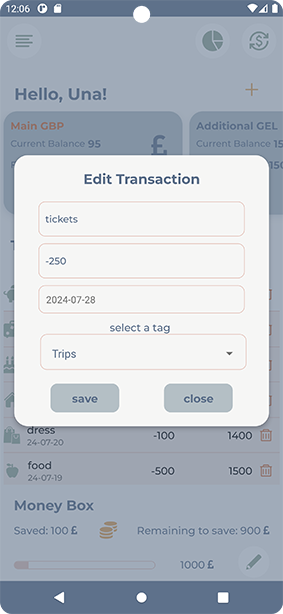 12:06
Hello, Una!
Main GBP
Additional GEL
Current Balance 95 £
Current Balance
Edit Transaction
tickets
-250
2024-07-28
select a tag
Trips
save close
dress -100 1400
24-07-20
food -500 1500
24-07-19
Money Box
Saved: 100 £ Remaining to save: 900 £
1000 £